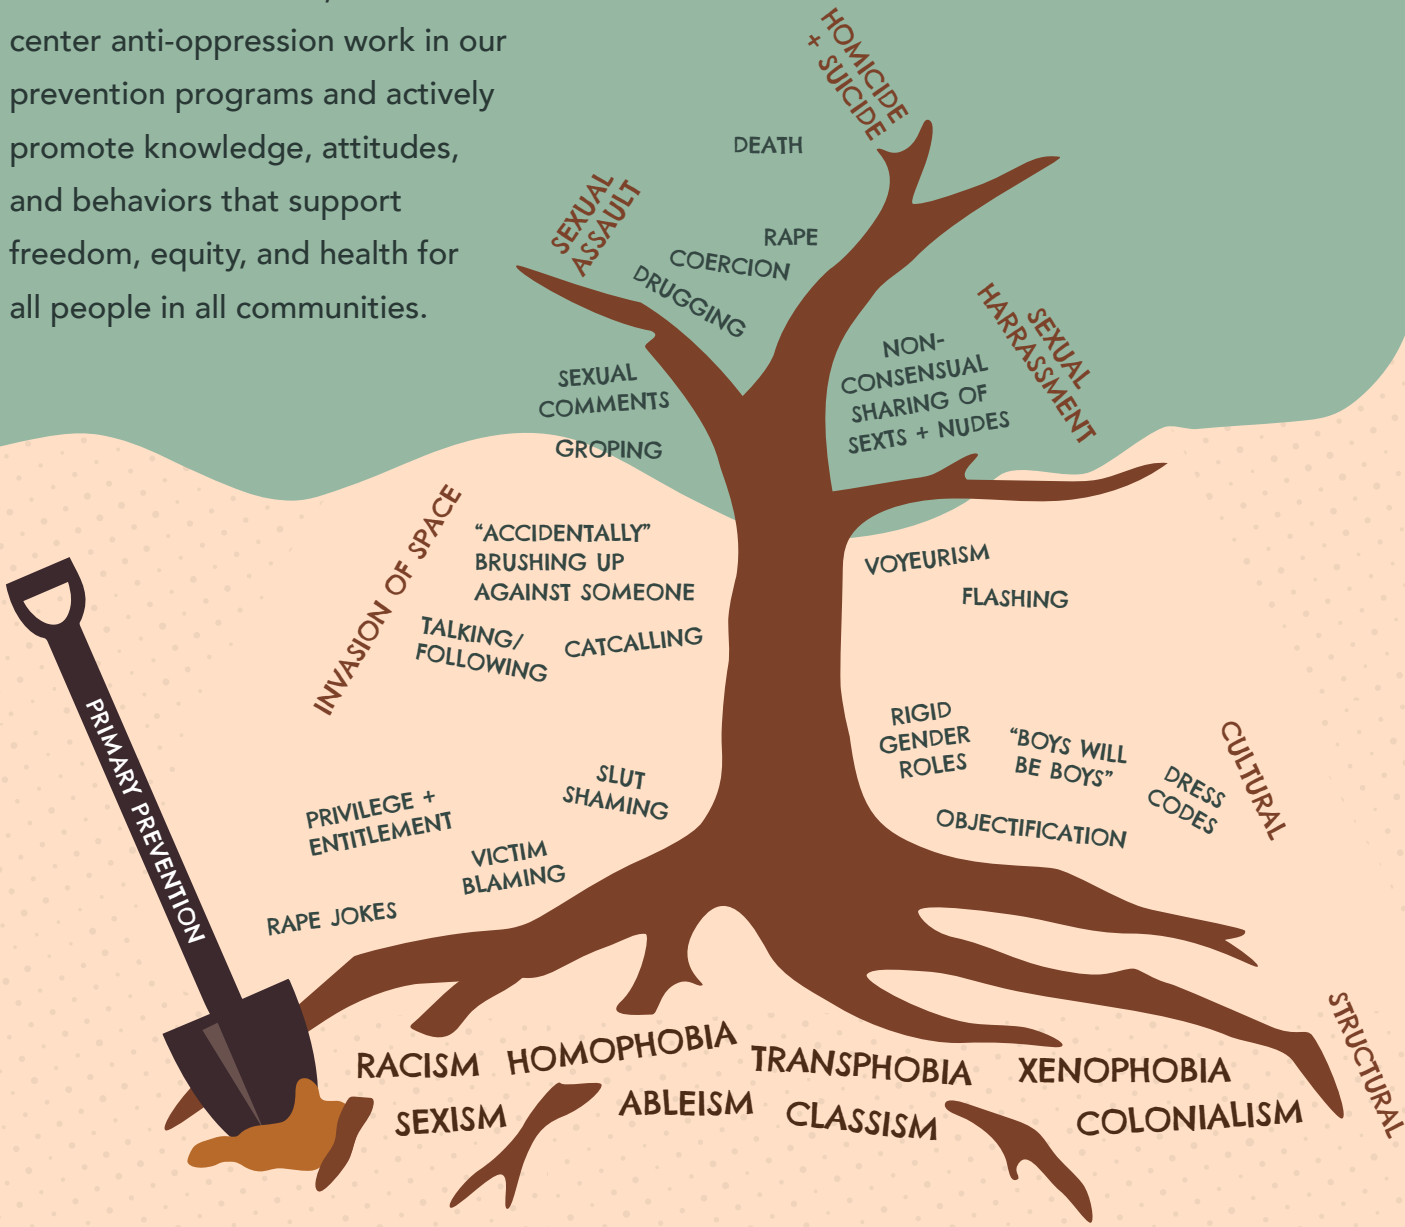 center anti-oppression work in our
prevention programs and actively
promote knowledge, attitudes,
and behaviors that support
freedom, equity, and health for
all people in all communities.
HOMICIDE
+ SUICIDE
DEATH
SEXUAL
ASSAULT
RAPE
COERCION
DRUGGING
SEXUAL
HARRASSMENT
NON-
CONSENSUAL
SHARING OF
SEXTS + NUDES
SEXUAL
COMMENTS
GROPING
INVASION OF SPACE
“ACCIDENTALLY”
BRUSHING UP
AGAINST SOMEONE
TALKING/
FOLLOWING
CATCALLING
VOYEURISM
FLASHING
PRIMARY PREVENTION
RIGID
GENDER
ROLES
“BOYS WILL
BE BOYS”
DRESS
CODES
CULTURAL
OBJECTIFICATION
SLUT
SHAMING
PRIVILEGE +
ENTITLEMENT
VICTIM
BLAMING
RAPE JOKES
STRUCTURAL
RACISM
HOMOPHOBIA
TRANSPHOBIA
XENOPHOBIA
SEXISM
ABLEISM
CLASSISM
COLONIALISM